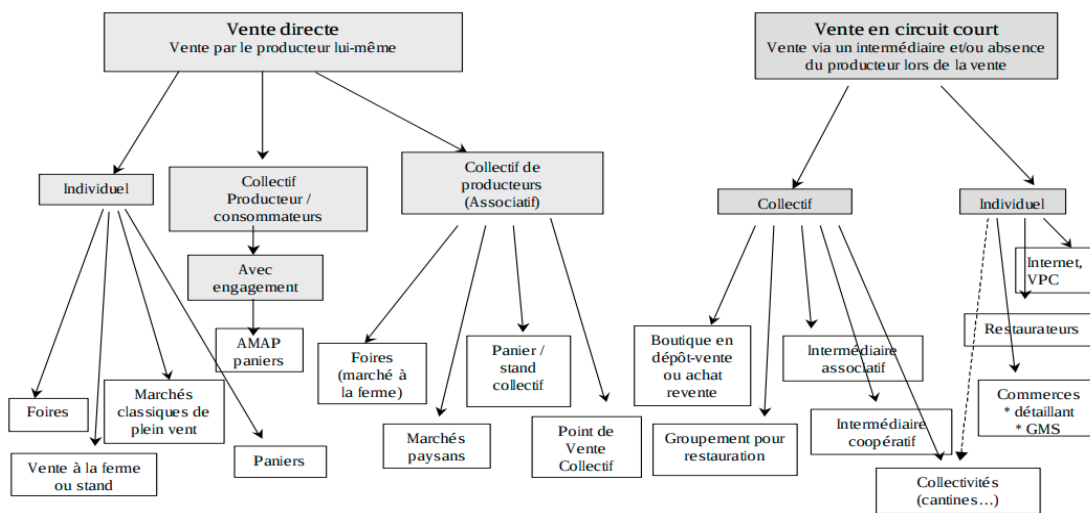 Vente directe
Vente par le producteur lui-même
Vente en circuit court
Vente via un intermédiaire et/ou absence
du producteur lors de la vente
Individuel
Collectif
Producteur /
consommateurs
Collectif de
producteurs
(Associatif)
Collectif
Individuel
Avec
engagement
Internet,
VPC
AMAP
paniers
Foires
(marché à
la ferme)
Panier /
stand
collectif
Boutique en
dépôt-vente
ou achat
revente
Intermédiaire
associatif
Restaurateurs
Foires
Marchés
classiques de
plein vent
Commerces
* détaillant
* GMS
Vente à la ferme
ou stand
Paniers
Marchés
paysans
Point de
Vente
Collectif
Groupement pour
restauration
Intermédiaire
coopératif
Collectivités
(cantines…)